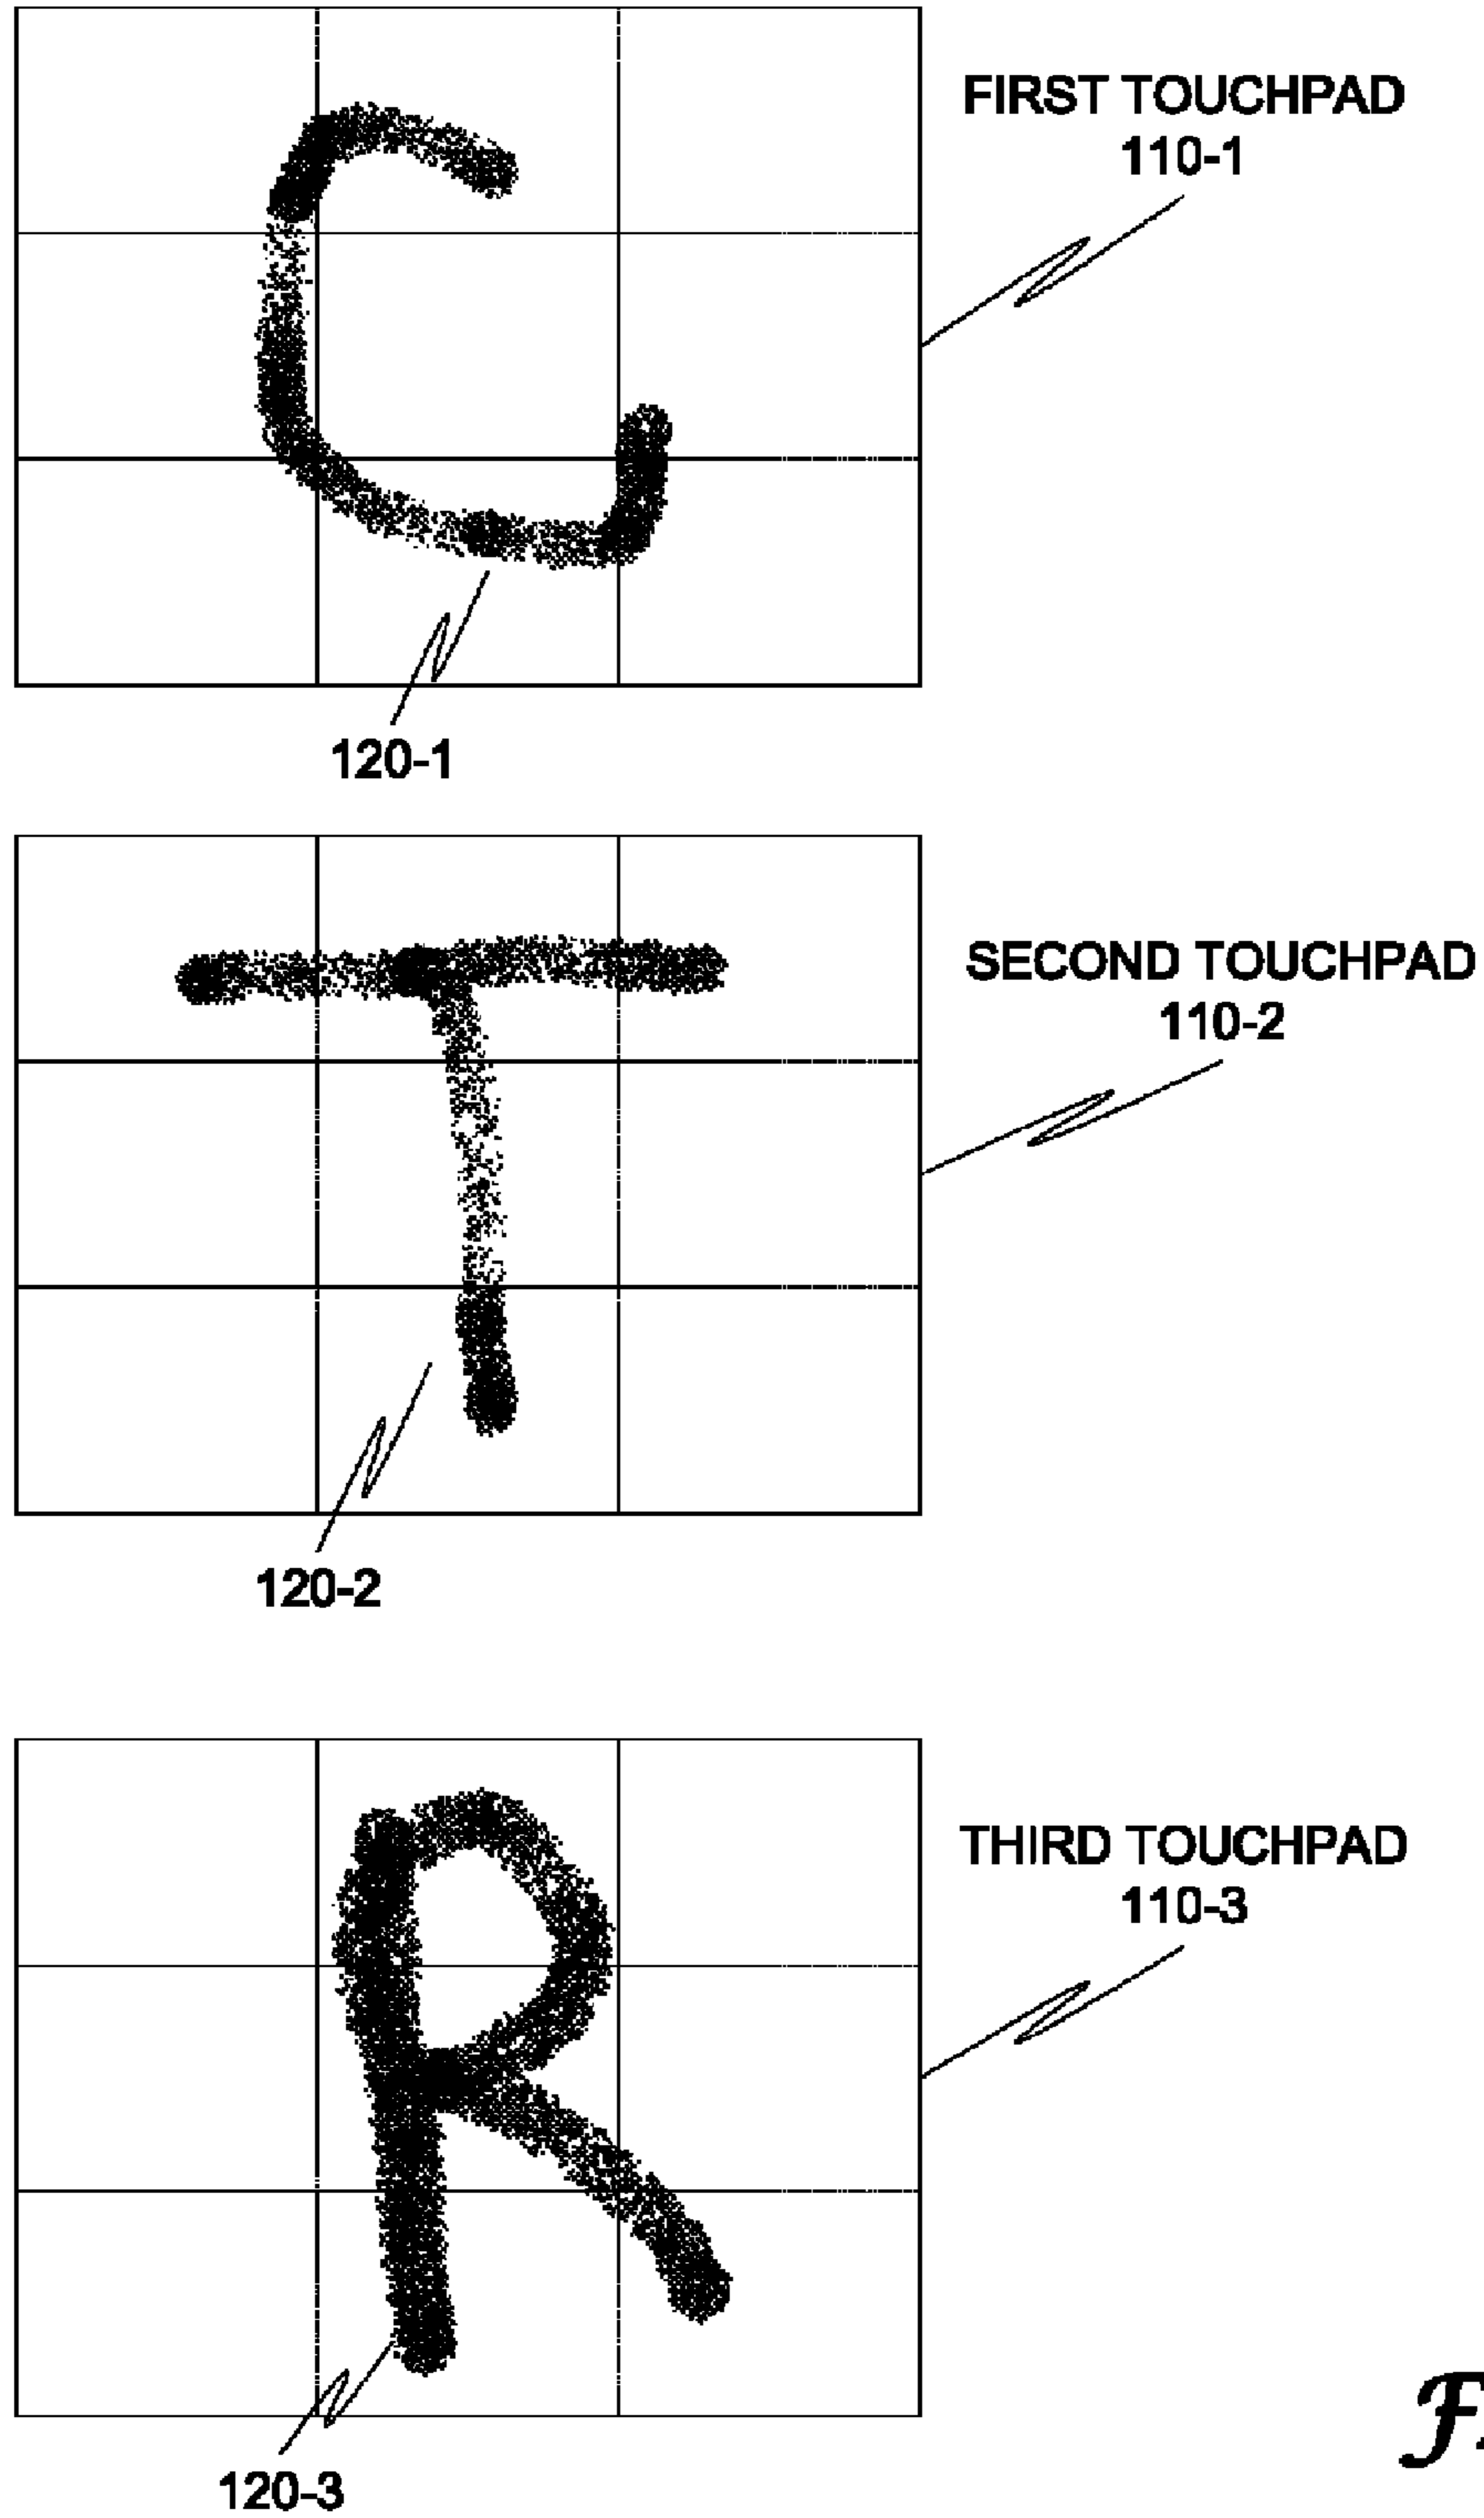 FIRST TOUCHPAD
110-1
120-1
T
SECOND TOUCHPAD
110-2
120-2
R
THIRD TOUCHPAD
110-3
120-3